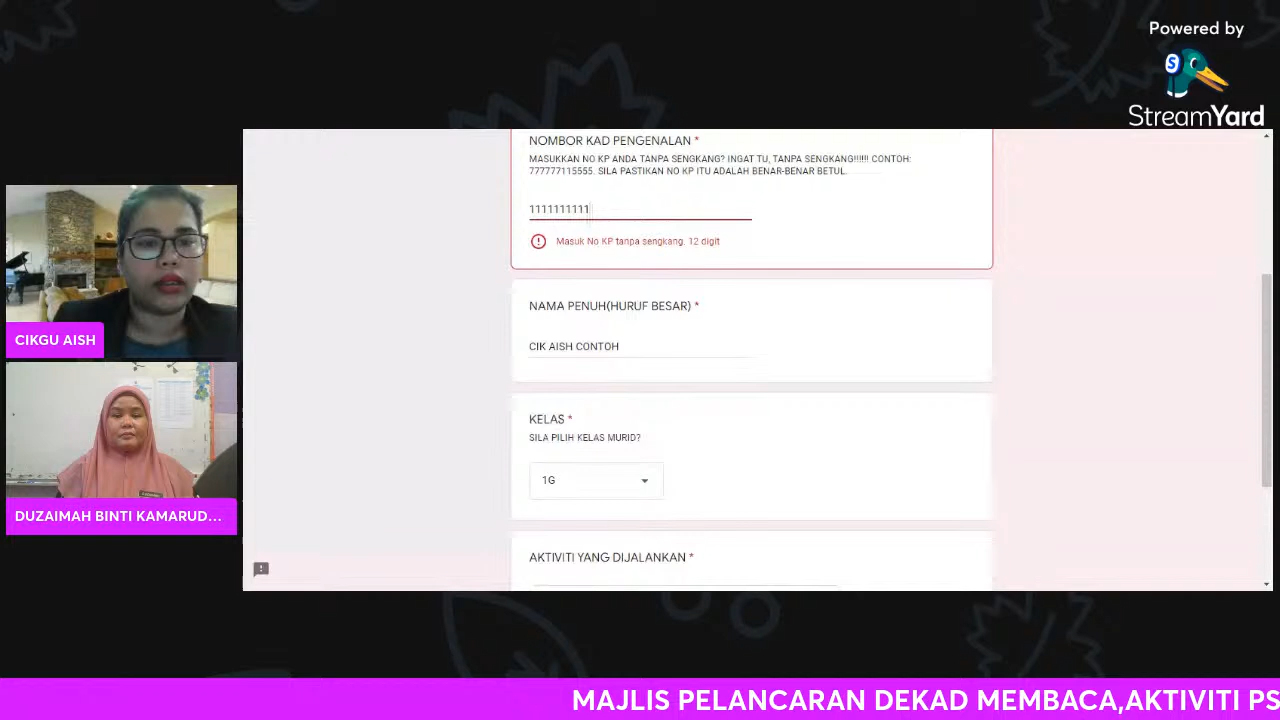 Powered by
StreamYard
NOMBOR KAD PENGENALAN *
MASUKKAN NO KP ANDA TANPA SENGKANG? INGAT TU, TANPA SENGKANG!!!!!! CONTOH:
777777115555. SILA PASTIKAN NO KP ITU ADALAH BENAR-BENAR BETUL.
1111111111
Masuk No KP tanpa sengkang. 12 digit
NAMA PENUH(HURUF BESAR) *
CIK AISH CONTOH
KELAS *
SILA PILIH KELAS MURID?
1G
AKTIVITI YANG DIJALANKAN *
CIKGU AISH
DUZAIMAH BINTI KAMARUD...
MAJLIS PELANCARAN DEKAD MEMBACA,AKTIVITI PS